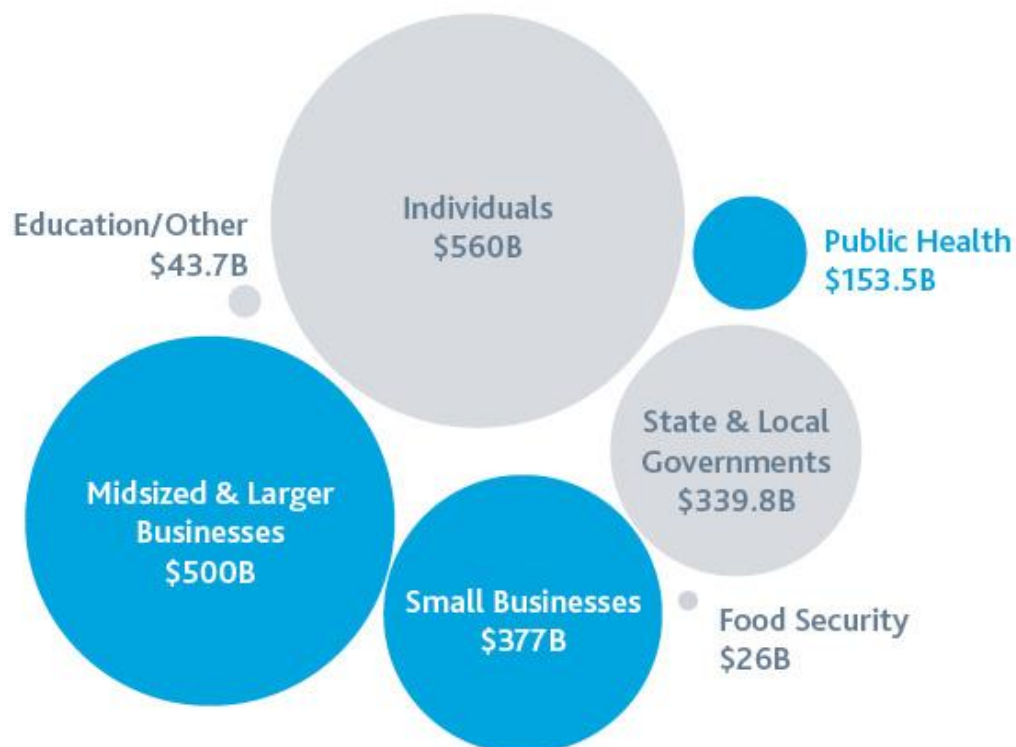 Individuals
$560B
Education/Other
$43.7B
Public Health
$153.5B
State & Local
Governments
$339.8B
Midsized & Larger
Businesses
$500B
Small Businesses
$377B
Food Security
$26B